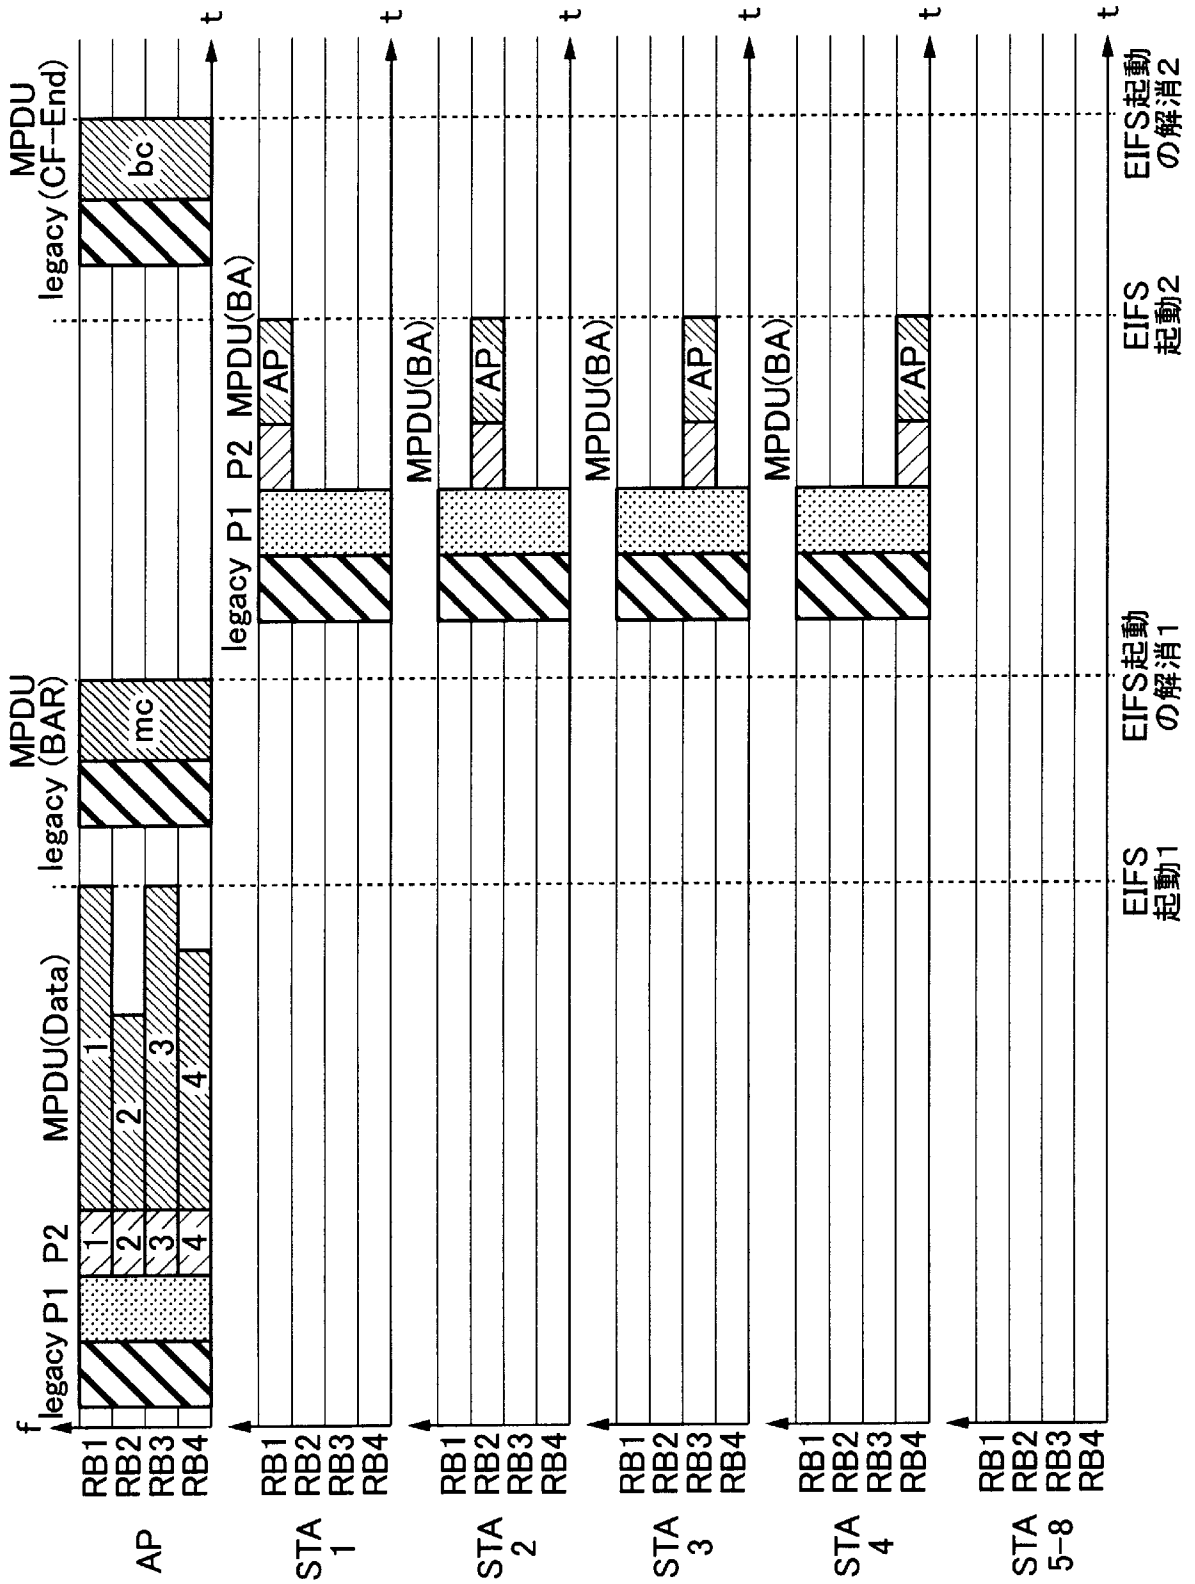 f
legacy P1 P2 MPDU(Data)
MPDU
legacy (BAR)
MPDU
legacy (CF-End)
AP
RB1
RB2
RB3
RB4
1
2
3
4
1
2
3
4
mc
bc
t
legacy P1 P2 MPDU(BA)
STA
1
RB1
RB2
RB3
RB4
AP
t
MPDU(BA)
STA
2
RB1
RB2
RB3
RB4
AP
t
MPDU(BA)
STA
3
RB1
RB2
RB3
RB4
AP
t
MPDU(BA)
STA
4
RB1
RB2
RB3
RB4
AP
t
STA
5-8
RB1
RB2
RB3
RB4
t
EIFS
起動1
EIFS起動
の解消1
EIFS
起動2
EIFS起動
の解消2